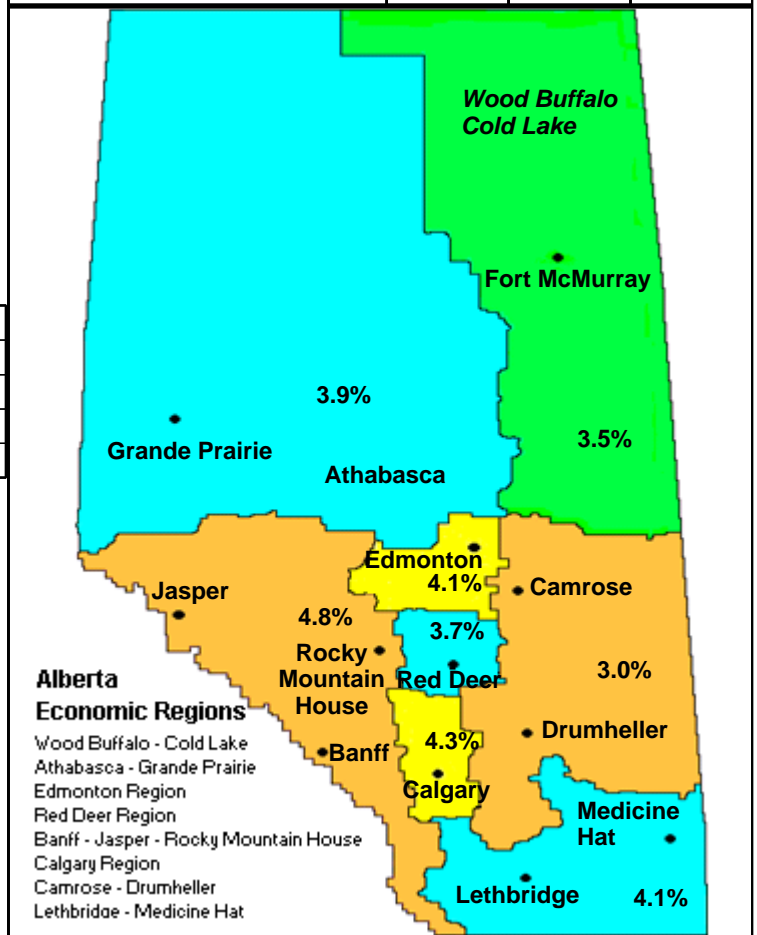 Wood Buffalo
Cold Lake
Fort McMurray
3.9%
Grande Prairie
3.5%
Athabasca
Edmonton
4.1%
Camrose
Jasper
4.8%
3.7%
Rocky
Mountain
House
Red Deer
3.0%
Alberta
Economic Regions
Wood Buffalo - Cold Lake
Athabasca - Grande Prairie
Edmonton Region
Red Deer Region
Banff - Jasper - Rocky Mountain House
Calgary Region
Camrose - Drumheller
Lethbridge - Medicine Hat
Drumheller
4.3%
Banff
Calgary
Medicine
Hat
Lethbridge
4.1%